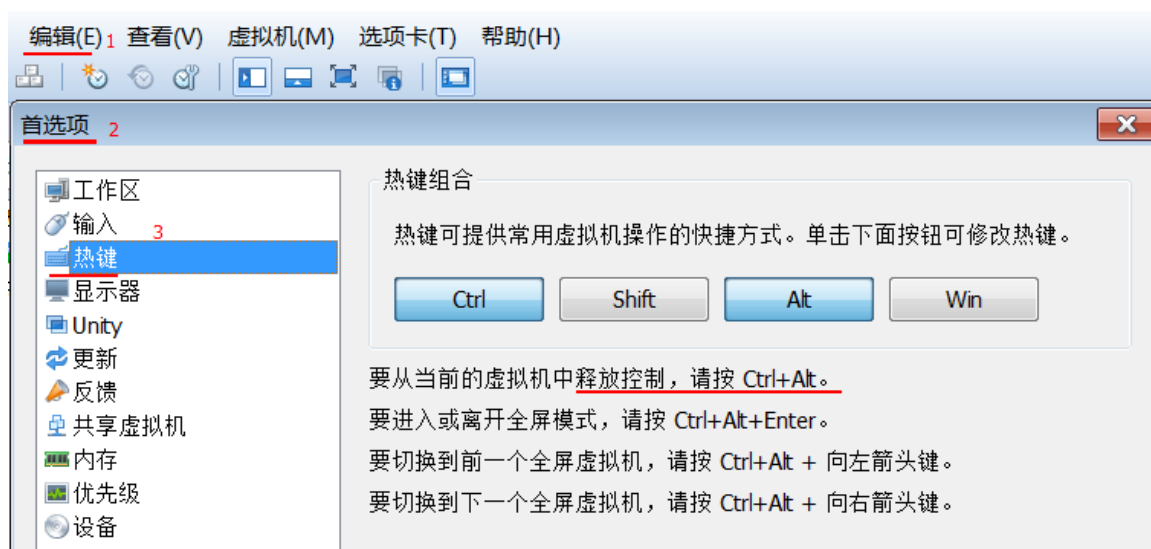 编辑(E) 1 查看(V) 虚拟机(M) 选项卡(T) 帮助(H)
首选项 2
工作区
输入 3
热键
显示器
Unity
更新
反馈
共享虚拟机
内存
优先级
设备
热键组合
热键可提供常用虚拟机操作的快捷方式。单击下面按钮可修改热键。
Ctrl Shift Alt Win
要从当前的虚拟机中释放控制，请按 Ctrl+Alt。
要进入或离开全屏模式，请按 Ctrl+Alt+Enter。
要切换到前一个全屏虚拟机，请按 Ctrl+Alt + 向左箭头键。
要切换到下一个全屏虚拟机，请按 Ctrl+Alt + 向右箭头键。